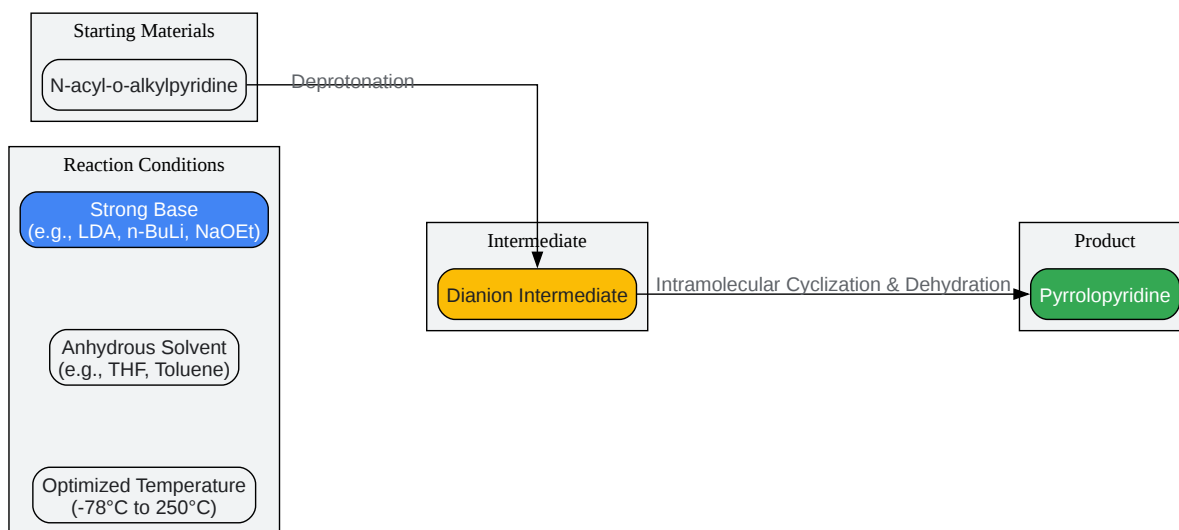 Starting Materials
N-acyl-o-alkylpyridine
Deprotonation
Reaction Conditions
Strong Base
(e.g., LDA, n-BuLi, NaOEt)
Anhydrous Solvent
(e.g., THF, Toluene)
Optimized Temperature
(-78°C to 250°C)
Intermediate
Dianion Intermediate
Intramolecular Cyclization & Dehydration
Product
Pyrrolopyridine